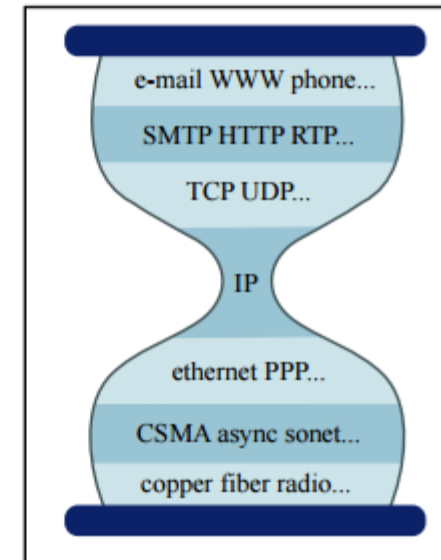 e-mail WWW phone...
SMTP HTTP RTP...
TCP UDP...
IP
ethernet PPP...
CSMA async sonet...
copper fiber radio...